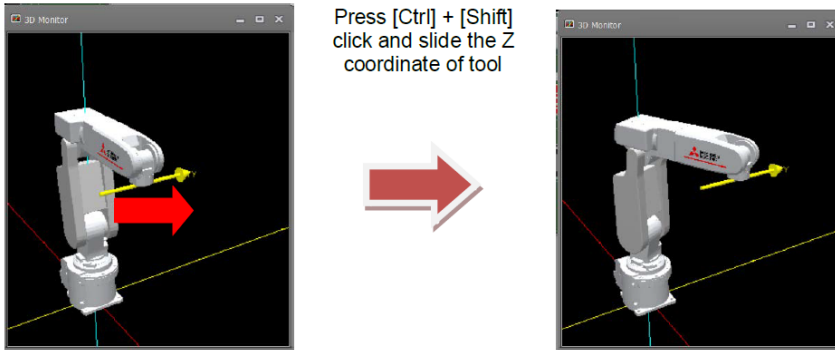 3D Monitor
Press [Ctrl] + [Shift]
click and slide the Z
coordinate of tool
3D Monitor
Y
Y